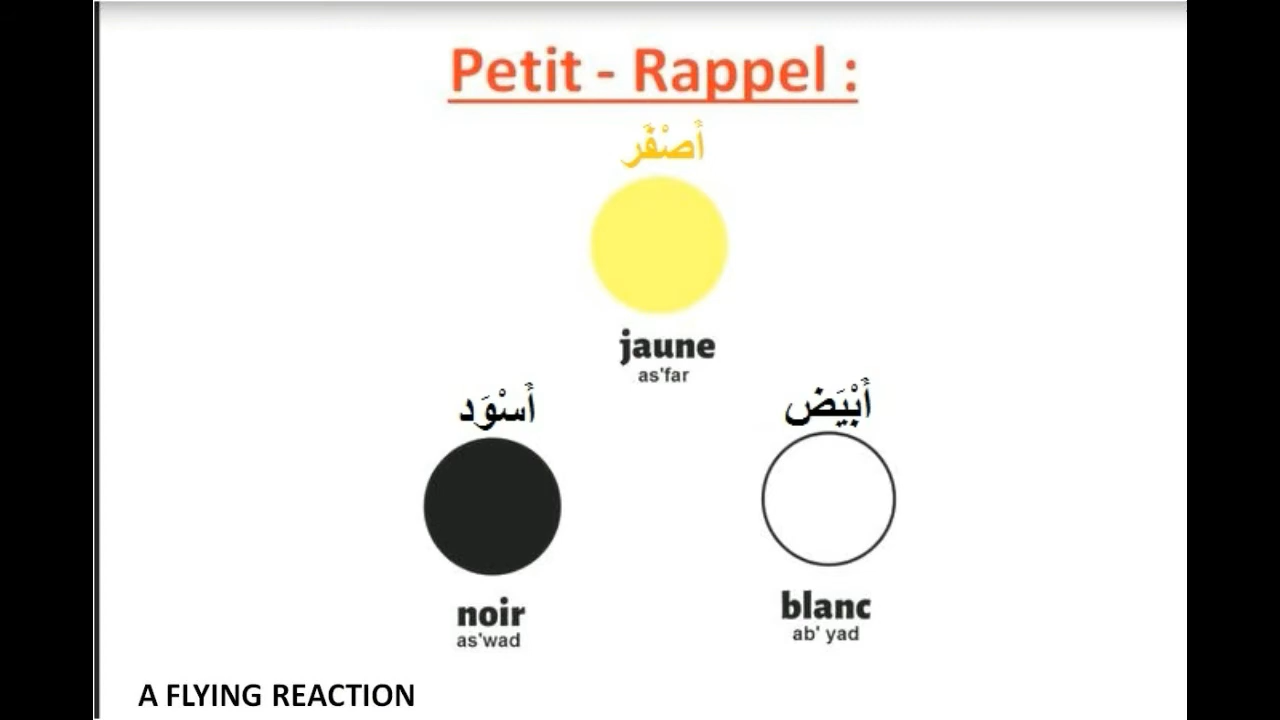 Petit - Rappel :
أَصْفَر
jaune
as'far
أَسْوَد
noir
as'wad
أَبْيَض
blanc
ab' yad
A FLYING REACTION